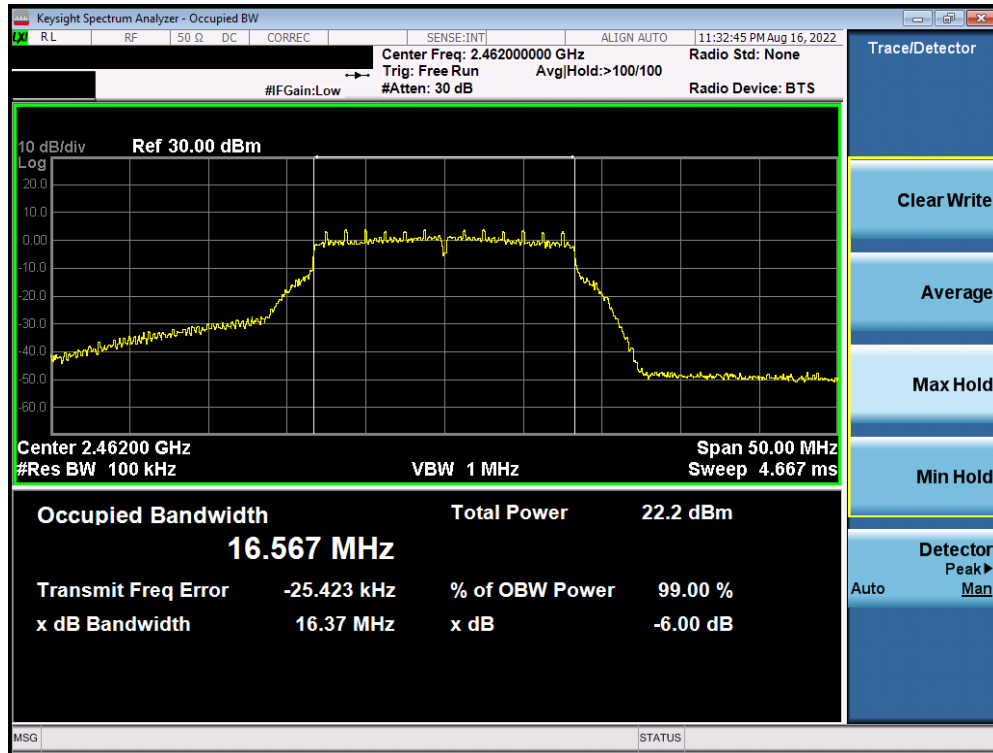 Keysight Spectrum Analyzer - Occupied BW
LXI RL RF 50 Ω DC CORREC SENSE:INT ALIGN AUTO 11:32:45 PM Aug 16, 2022
Center Freq: 2.462000000 GHz Radio Std: None
Trig: Free Run Avg|Hold:>100/100
#IFGain:Low #Atten: 30 dB Radio Device: BTS
10 dB/div Ref 30.00 dBm
Log
20.0
10.0
0.00
-10.0
-20.0
-30.0
-40.0
-50.0
-60.0
Center 2.46200 GHz Span 50.00 MHz
#Res BW 100 kHz VBW 1 MHz Sweep 4.667 ms
Occupied Bandwidth Total Power 22.2 dBm
16.567 MHz
Transmit Freq Error -25.423 kHz % of OBW Power 99.00 %
x dB Bandwidth 16.37 MHz x dB -6.00 dB
MSG STATUS
Trace/Detector
Clear Write
Average
Max Hold
Min Hold
Detector
Peak▶
Auto Man